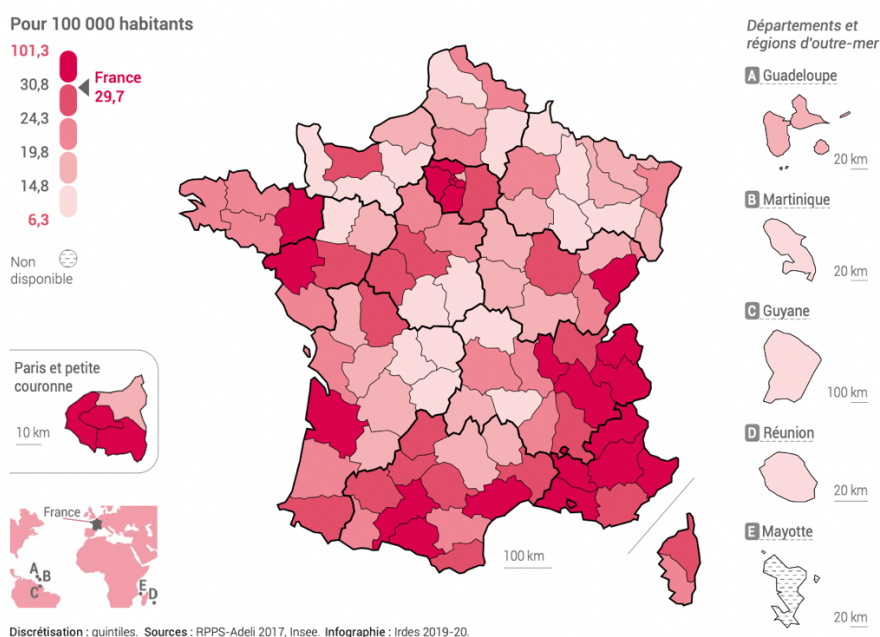 Pour 100 000 habitants
101,3
30,8
24,3
19,8
14,8
6,3
France
29,7
Non
disponible
Paris et petite
couronne
10 km
France
A
B
C
E
D
100 km
Départements et
régions d'outre-mer
A Guadeloupe
20 km
B Martinique
20 km
C Guyane
100 km
D Réunion
20 km
E Mayotte
20 km
Discrétisation : quintiles. Sources : RPPS-Adeli 2017, Insee. Infographie : Irdes 2019-20.